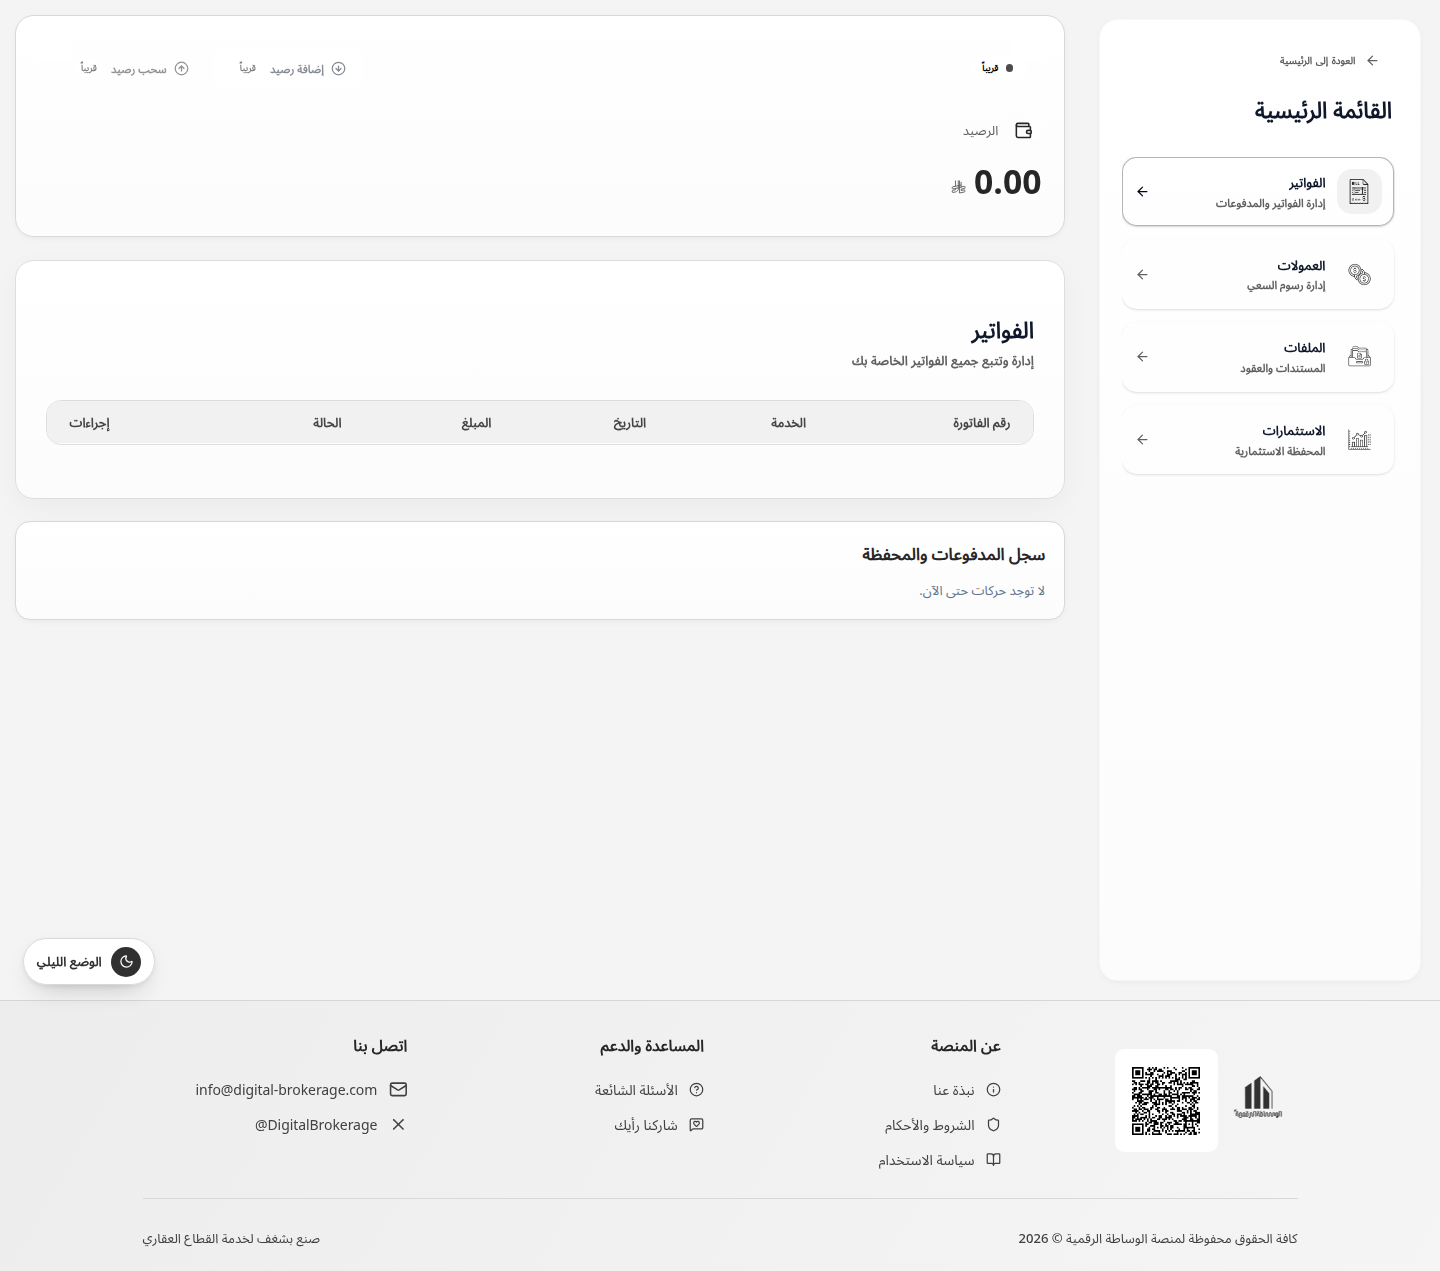 العودة إلى الرئيسية
القائمة الرئيسية
الفواتير
إدارة الفواتير والمدفوعات
العمولات
إدارة رسوم السعي
الملفات
المستندات والعقود
الاستثمارات
المحفظة الاستثمارية
قريباً
إضافة رصيد قريباً
سحب رصيد قريباً
الرصيد
0.00
الفواتير
إدارة وتتبع جميع الفواتير الخاصة بك
رقم الفاتورة الخدمة التاريخ المبلغ الحالة إجراءات
سجل المدفوعات والمحفظة
لا توجد حركات حتى الآن.
الوضع الليلي
الوساطة الرقمية
عن المنصة
نبذة عنا
الشروط والأحكام
سياسة الاستخدام
المساعدة والدعم
الأسئلة الشائعة
شاركنا رأيك
اتصل بنا
info@digital-brokerage.com
@DigitalBrokerage
كافة الحقوق محفوظة لمنصة الوساطة الرقمية © 2026
صنع بشغف لخدمة القطاع العقاري